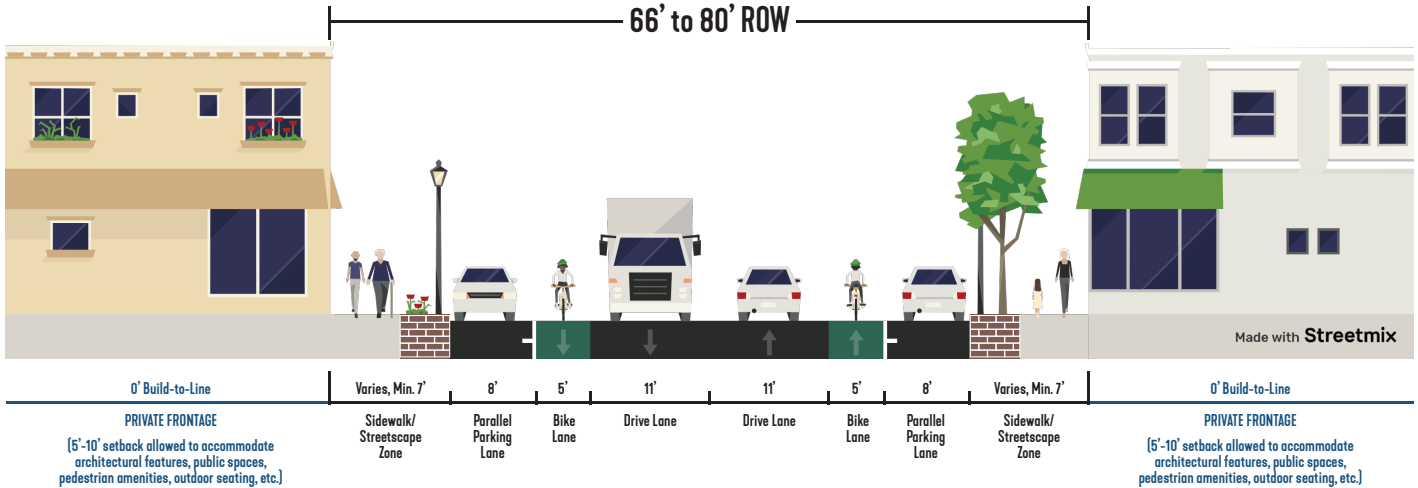 66’ to 80’ ROW
Made with Streetmix
0’ Build-to-Line
Varies, Min. 7’
8’
5’
11’
11’
5’
8’
Varies, Min. 7’
0’ Build-to-Line
PRIVATE FRONTAGE
(5’-10’ setback allowed to accommodate
architectural features, public spaces,
pedestrian amenities, outdoor seating, etc.)
Sidewalk/
Streetscape
Zone
Parallel
Parking
Lane
Bike
Lane
Drive Lane
Drive Lane
Bike
Lane
Parallel
Parking
Lane
Sidewalk/
Streetscape
Zone
PRIVATE FRONTAGE
(5’-10’ setback allowed to accommodate
architectural features, public spaces,
pedestrian amenities, outdoor seating, etc.)